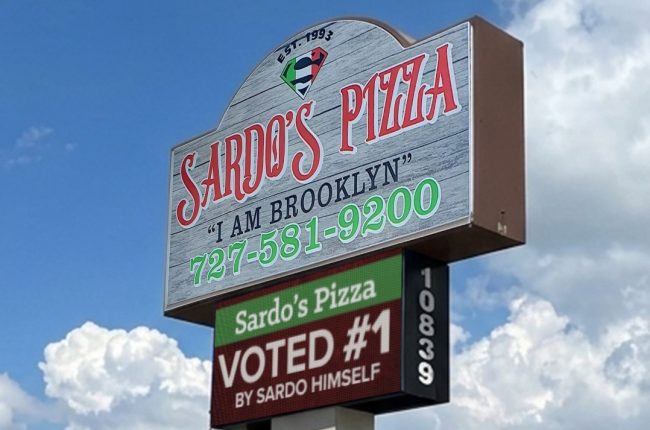 EST. 1993
S
SARDO'S PIZZA
"I AM BROOKLYN"
727-581-9200
Sardo's Pizza
VOTED #1
BY SARDO HIMSELF
10839